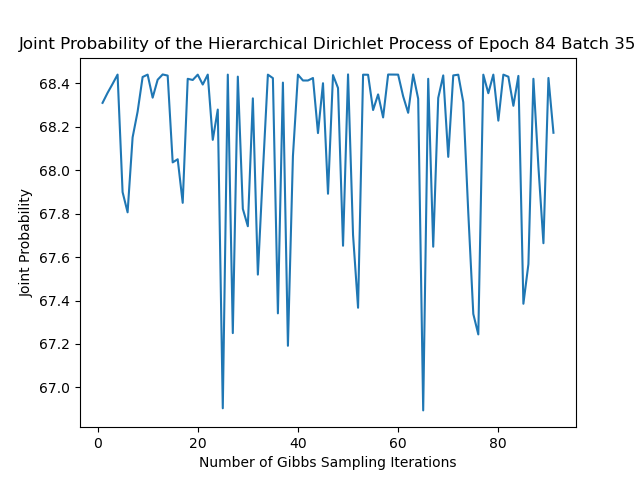 Joint Probability of the Hierarchical Dirichlet Process of Epoch 84 Batch 35
68.4
68.2
68.0
67.8
67.6
67.4
67.2
67.0
Joint Probability
0 20 40 60 80
Number of Gibbs Sampling Iterations